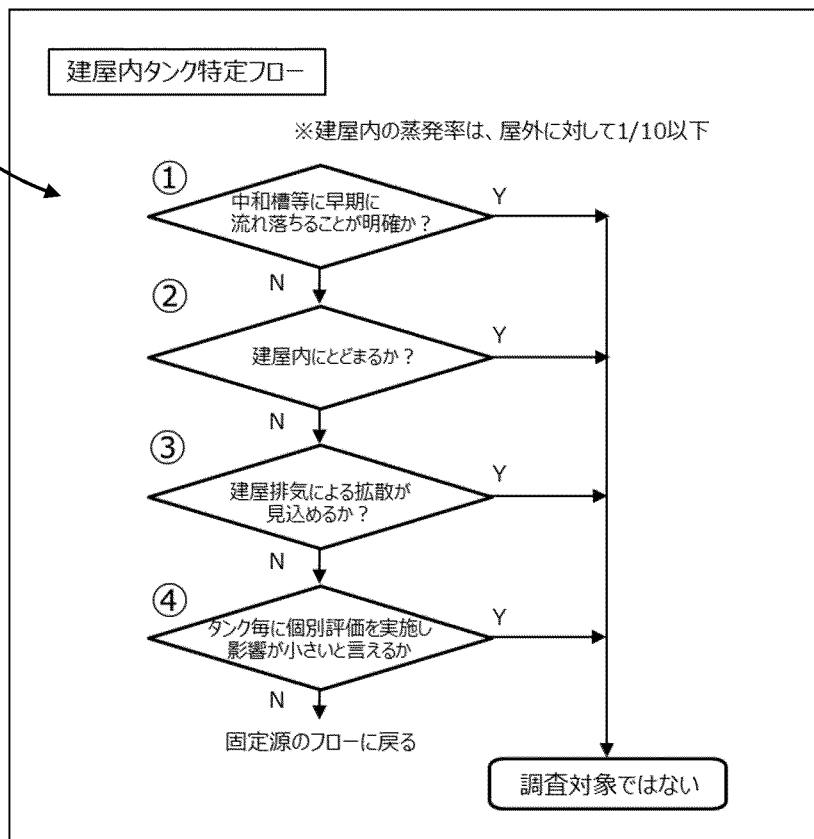 建屋内タンク特定フロー
※建屋内の蒸発率は、屋外に対して1/10以下
①
中和槽等に早期に
流れ落ちることが明確か？
Y
N
②
建屋内にとどまるか？
Y
N
③
建屋排気による拡散が
見込めるか？
Y
N
④
タンク毎に個別評価を実施し
影響が小さいと言えるか
Y
N
固定源のフローに戻る
調査対象ではない